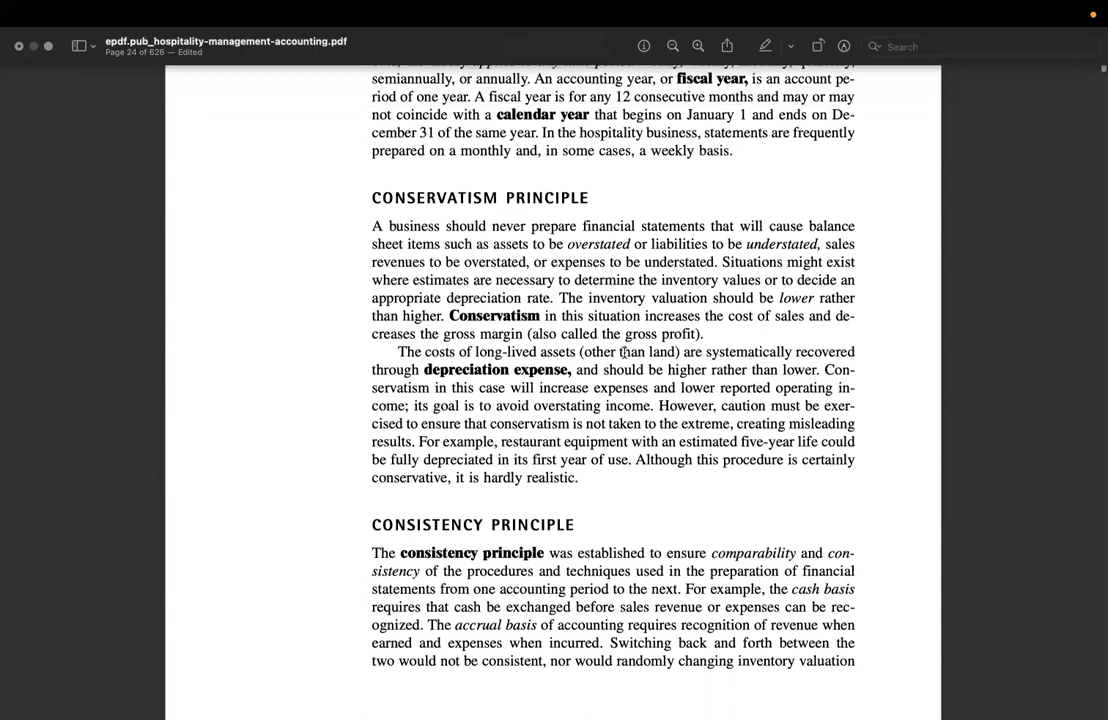 epdf.pub_hospitality-management-accounting.pdf
Page 24 of 626 — Edited
Search
semiannually, or annually. An accounting year, or fiscal year, is an account pe-
riod of one year. A fiscal year is for any 12 consecutive months and may or may
not coincide with a calendar year that begins on January 1 and ends on De-
cember 31 of the same year. In the hospitality business, statements are frequently
prepared on a monthly and, in some cases, a weekly basis.
CONSERVATISM PRINCIPLE
A business should never prepare financial statements that will cause balance
sheet items such as assets to be overstated or liabilities to be understated, sales
revenues to be overstated, or expenses to be understated. Situations might exist
where estimates are necessary to determine the inventory values or to decide an
appropriate depreciation rate. The inventory valuation should be lower rather
than higher. Conservatism in this situation increases the cost of sales and de-
creases the gross margin (also called the gross profit).
The costs of long-lived assets (other than land) are systematically recovered
through depreciation expense, and should be higher rather than lower. Con-
servatism in this case will increase expenses and lower reported operating in-
come; its goal is to avoid overstating income. However, caution must be exer-
cised to ensure that conservatism is not taken to the extreme, creating misleading
results. For example, restaurant equipment with an estimated five-year life could
be fully depreciated in its first year of use. Although this procedure is certainly
conservative, it is hardly realistic.
CONSISTENCY PRINCIPLE
The consistency principle was established to ensure comparability and con-
sistency of the procedures and techniques used in the preparation of financial
statements from one accounting period to the next. For example, the cash basis
requires that cash be exchanged before sales revenue or expenses can be rec-
ognized. The accrual basis of accounting requires recognition of revenue when
earned and expenses when incurred. Switching back and forth between the
two would not be consistent, nor would randomly changing inventory valuation